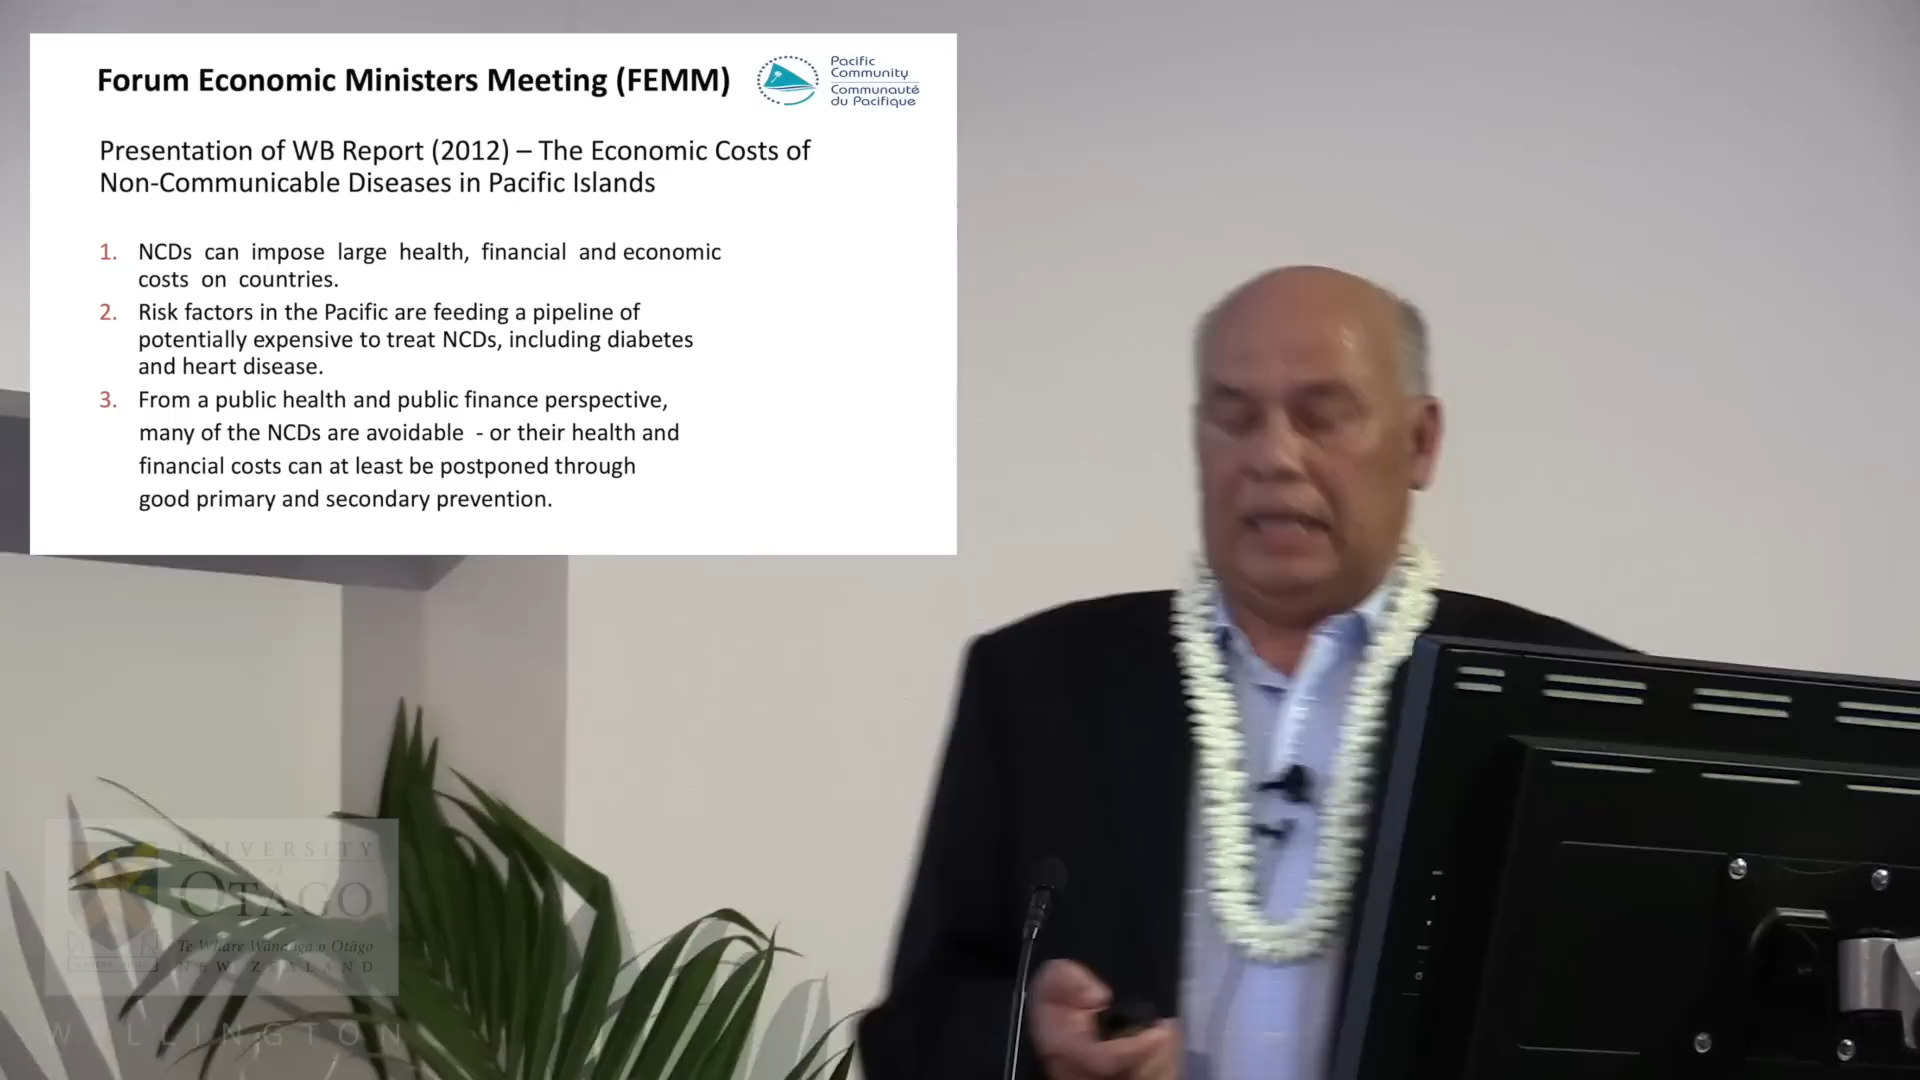 Forum Economic Ministers Meeting (FEMM)
Pacific
Community
Communauté
du Pacifique
Presentation of WB Report (2012) – The Economic Costs of
Non-Communicable Diseases in Pacific Islands
1. NCDs can impose large health, financial and economic
costs on countries.
2. Risk factors in the Pacific are feeding a pipeline of
potentially expensive to treat NCDs, including diabetes
and heart disease.
3. From a public health and public finance perspective,
many of the NCDs are avoidable - or their health and
financial costs can at least be postponed through
good primary and secondary prevention.
UNIVERSITY
OTAGO
Te Whare Wānanga o Otāgo
NEW ZEALAND
WELLINGTON